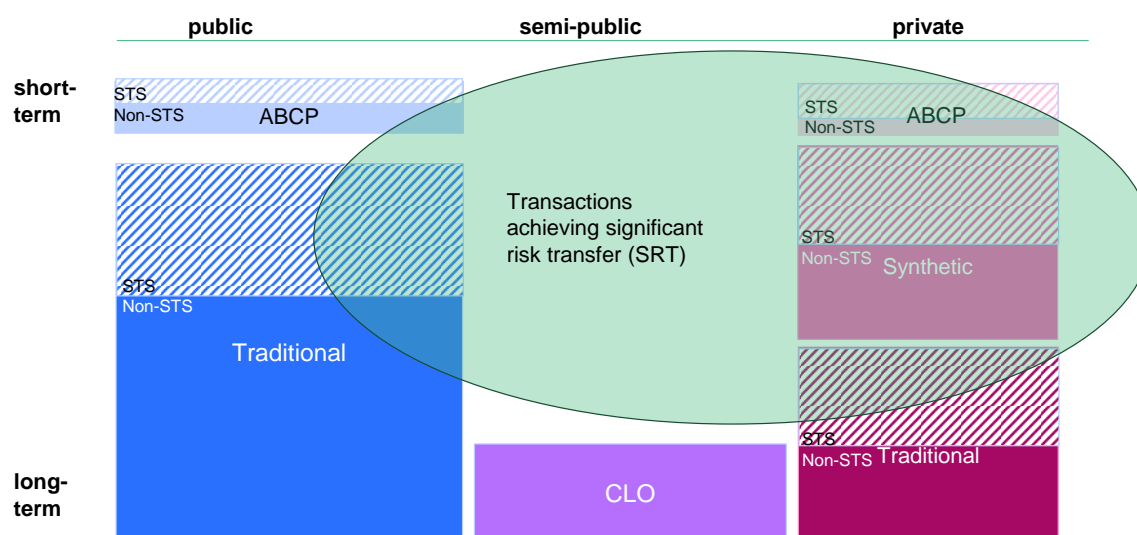 public
semi-public
private
short-
term
STS
Non-STS
ABCP
STS
Non-STS
ABCP
Transactions
achieving significant
risk transfer (SRT)
STS
Non-STS
Synthetic
STS
Non-STS
Traditional
STS
Non-STS
Traditional
long-
term
CLO